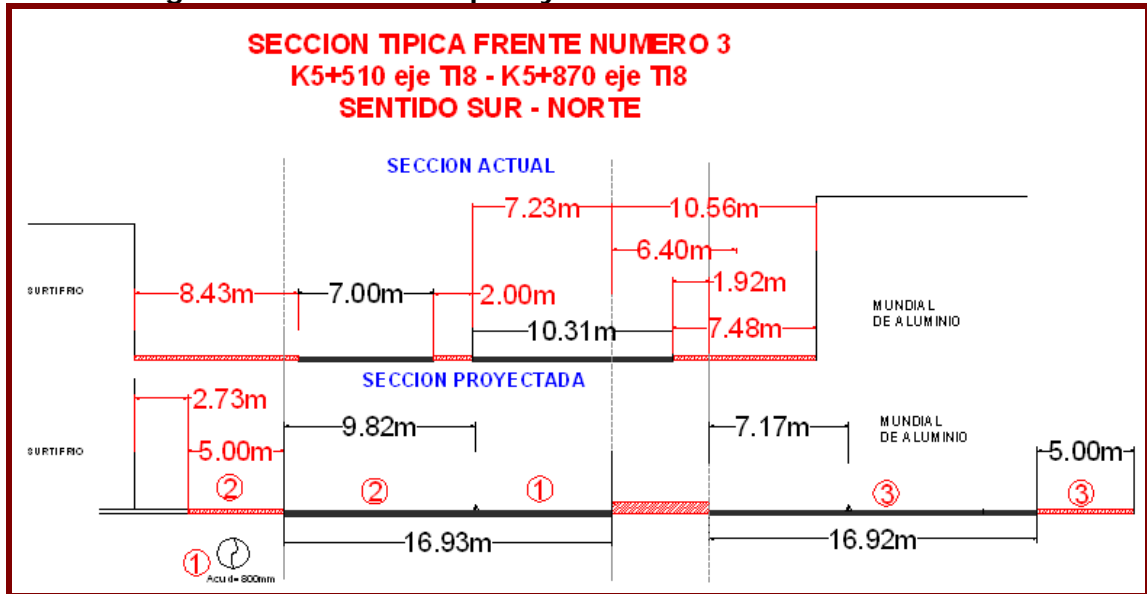 SECCION TIPICA FRENTE NUMERO 3
K5+510 eje TI8 - K5+870 eje TI8
SENTIDO SUR - NORTE
SECCION ACTUAL
7.23m 10.56m
6.40m
SURTIFRIO 8.43m 7.00m 2.00m 1.92m MUNDIAL
10.31m 7.48m DE ALUMINIO
SECCION PROYECTADA
2.73m
9.82m 7.17m MUNDIAL
DE ALUMINIO
SURTIFRIO 5.00m 5.00m
2 2 1 3 3
16.93m 16.92m
1
Acu d= 800mm